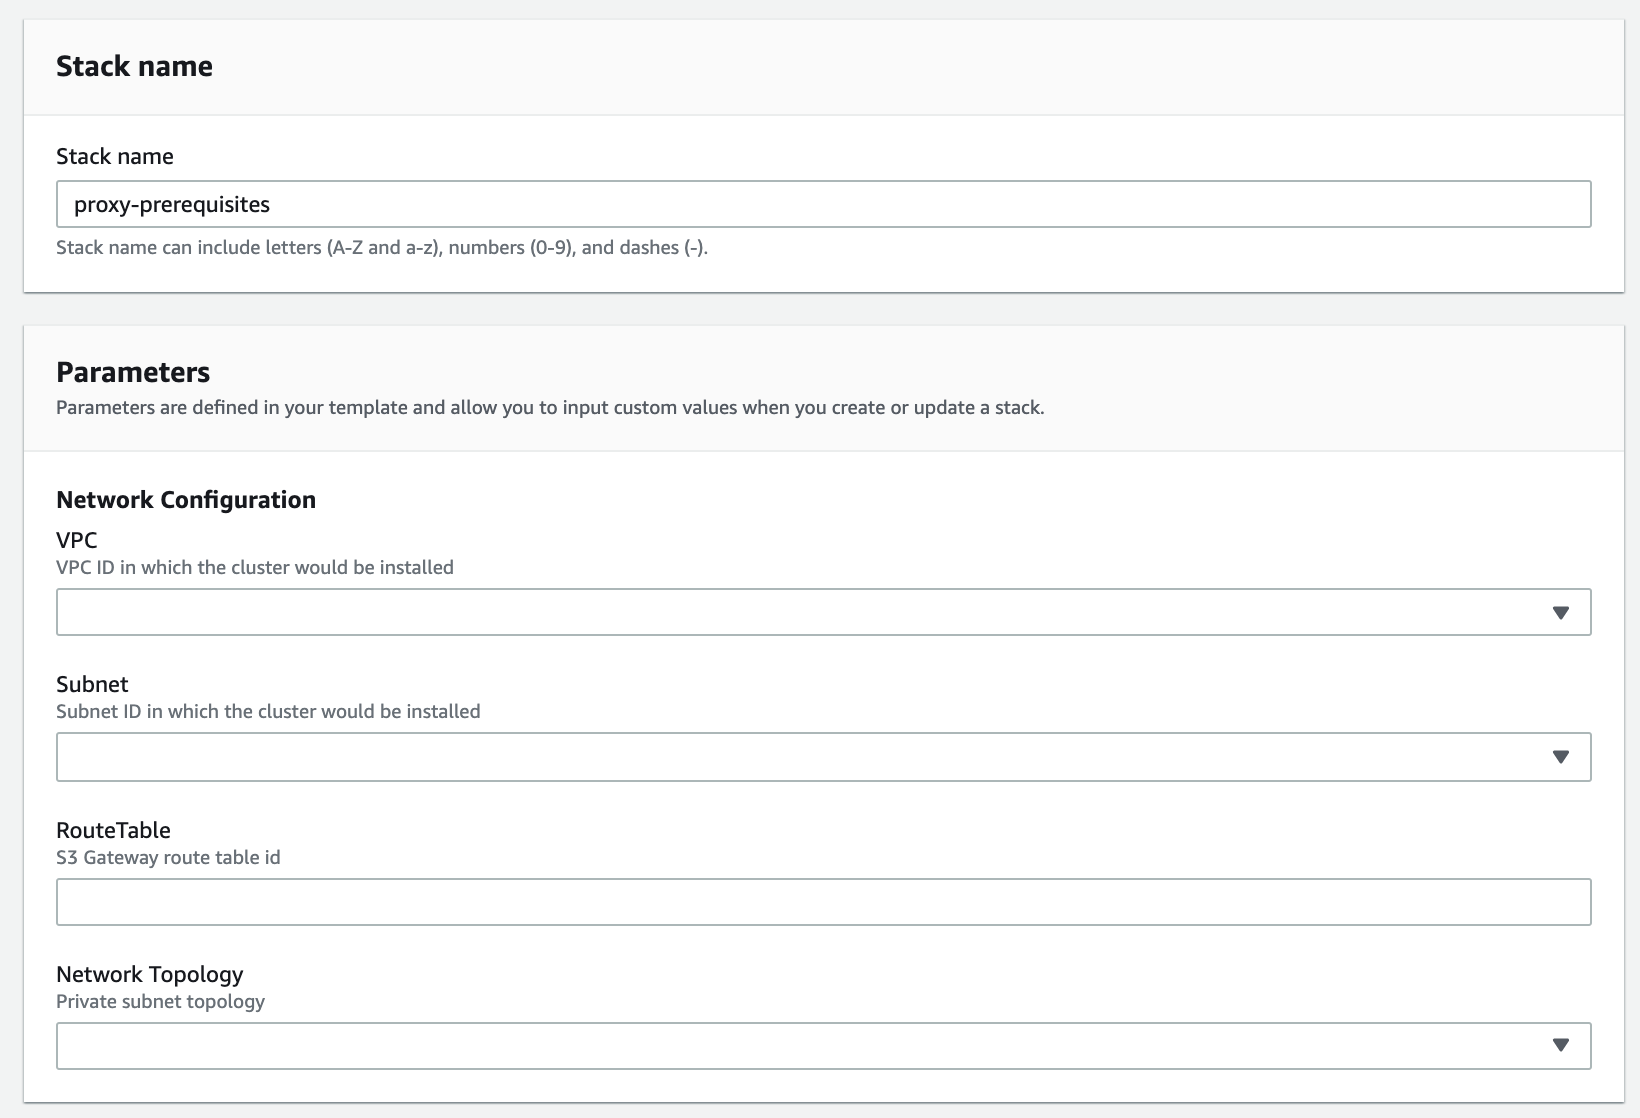 Stack name
Stack name
proxy-prerequisites
Stack name can include letters (A-Z and a-z), numbers (0-9), and dashes (-).
Parameters
Parameters are defined in your template and allow you to input custom values when you create or update a stack.
Network Configuration
VPC
VPC ID in which the cluster would be installed
Subnet
Subnet ID in which the cluster would be installed
RouteTable
S3 Gateway route table id
Network Topology
Private subnet topology